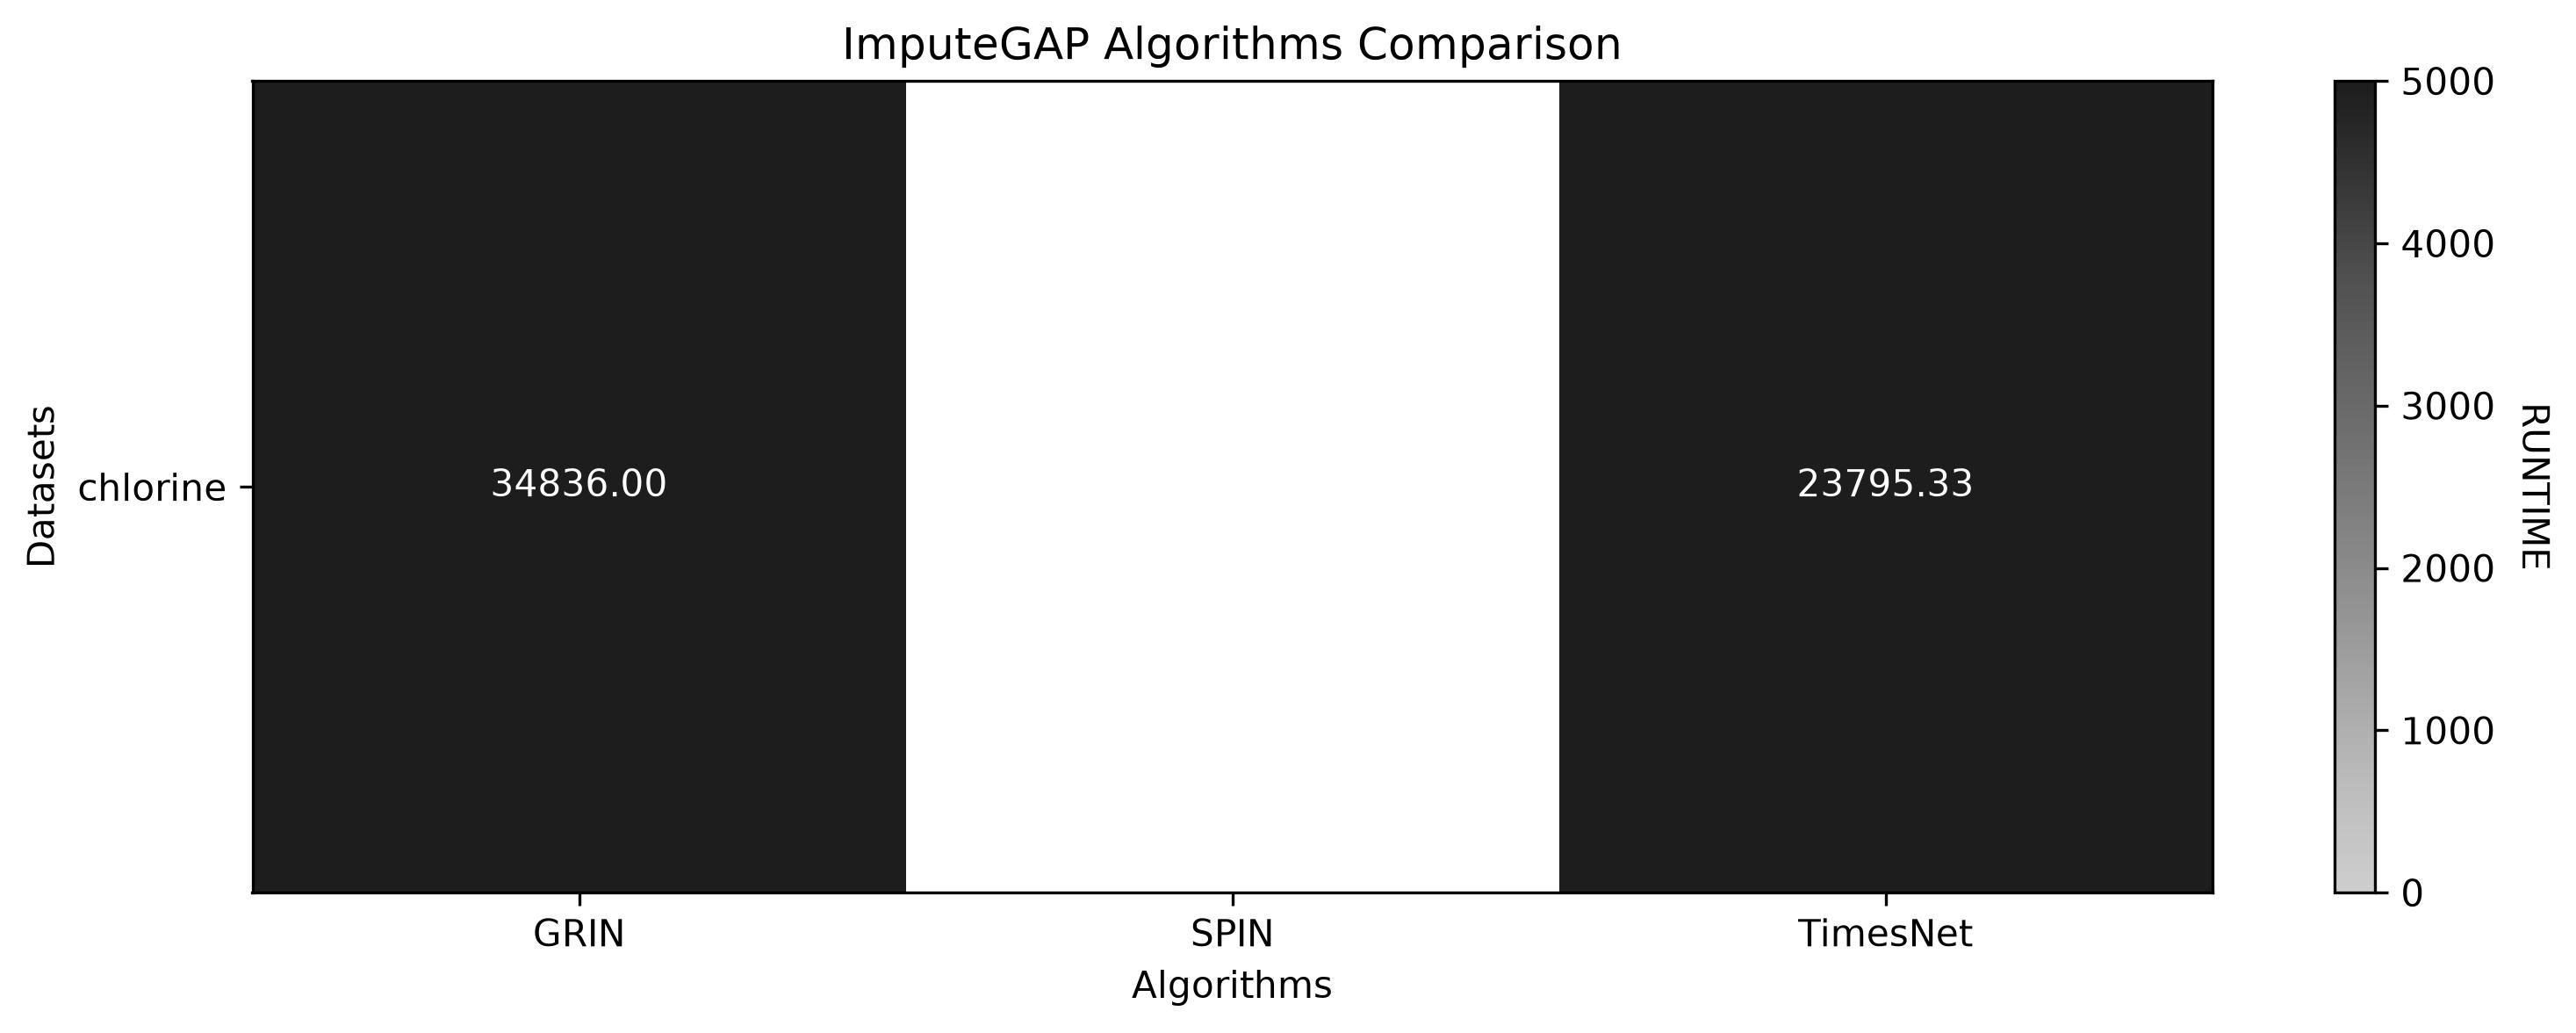 ImputeGAP Algorithms Comparison
Datasets
chlorine
34836.00
23795.33
GRIN
SPIN
TimesNet
Algorithms
5000
4000
3000
2000
1000
0
RUNTIME